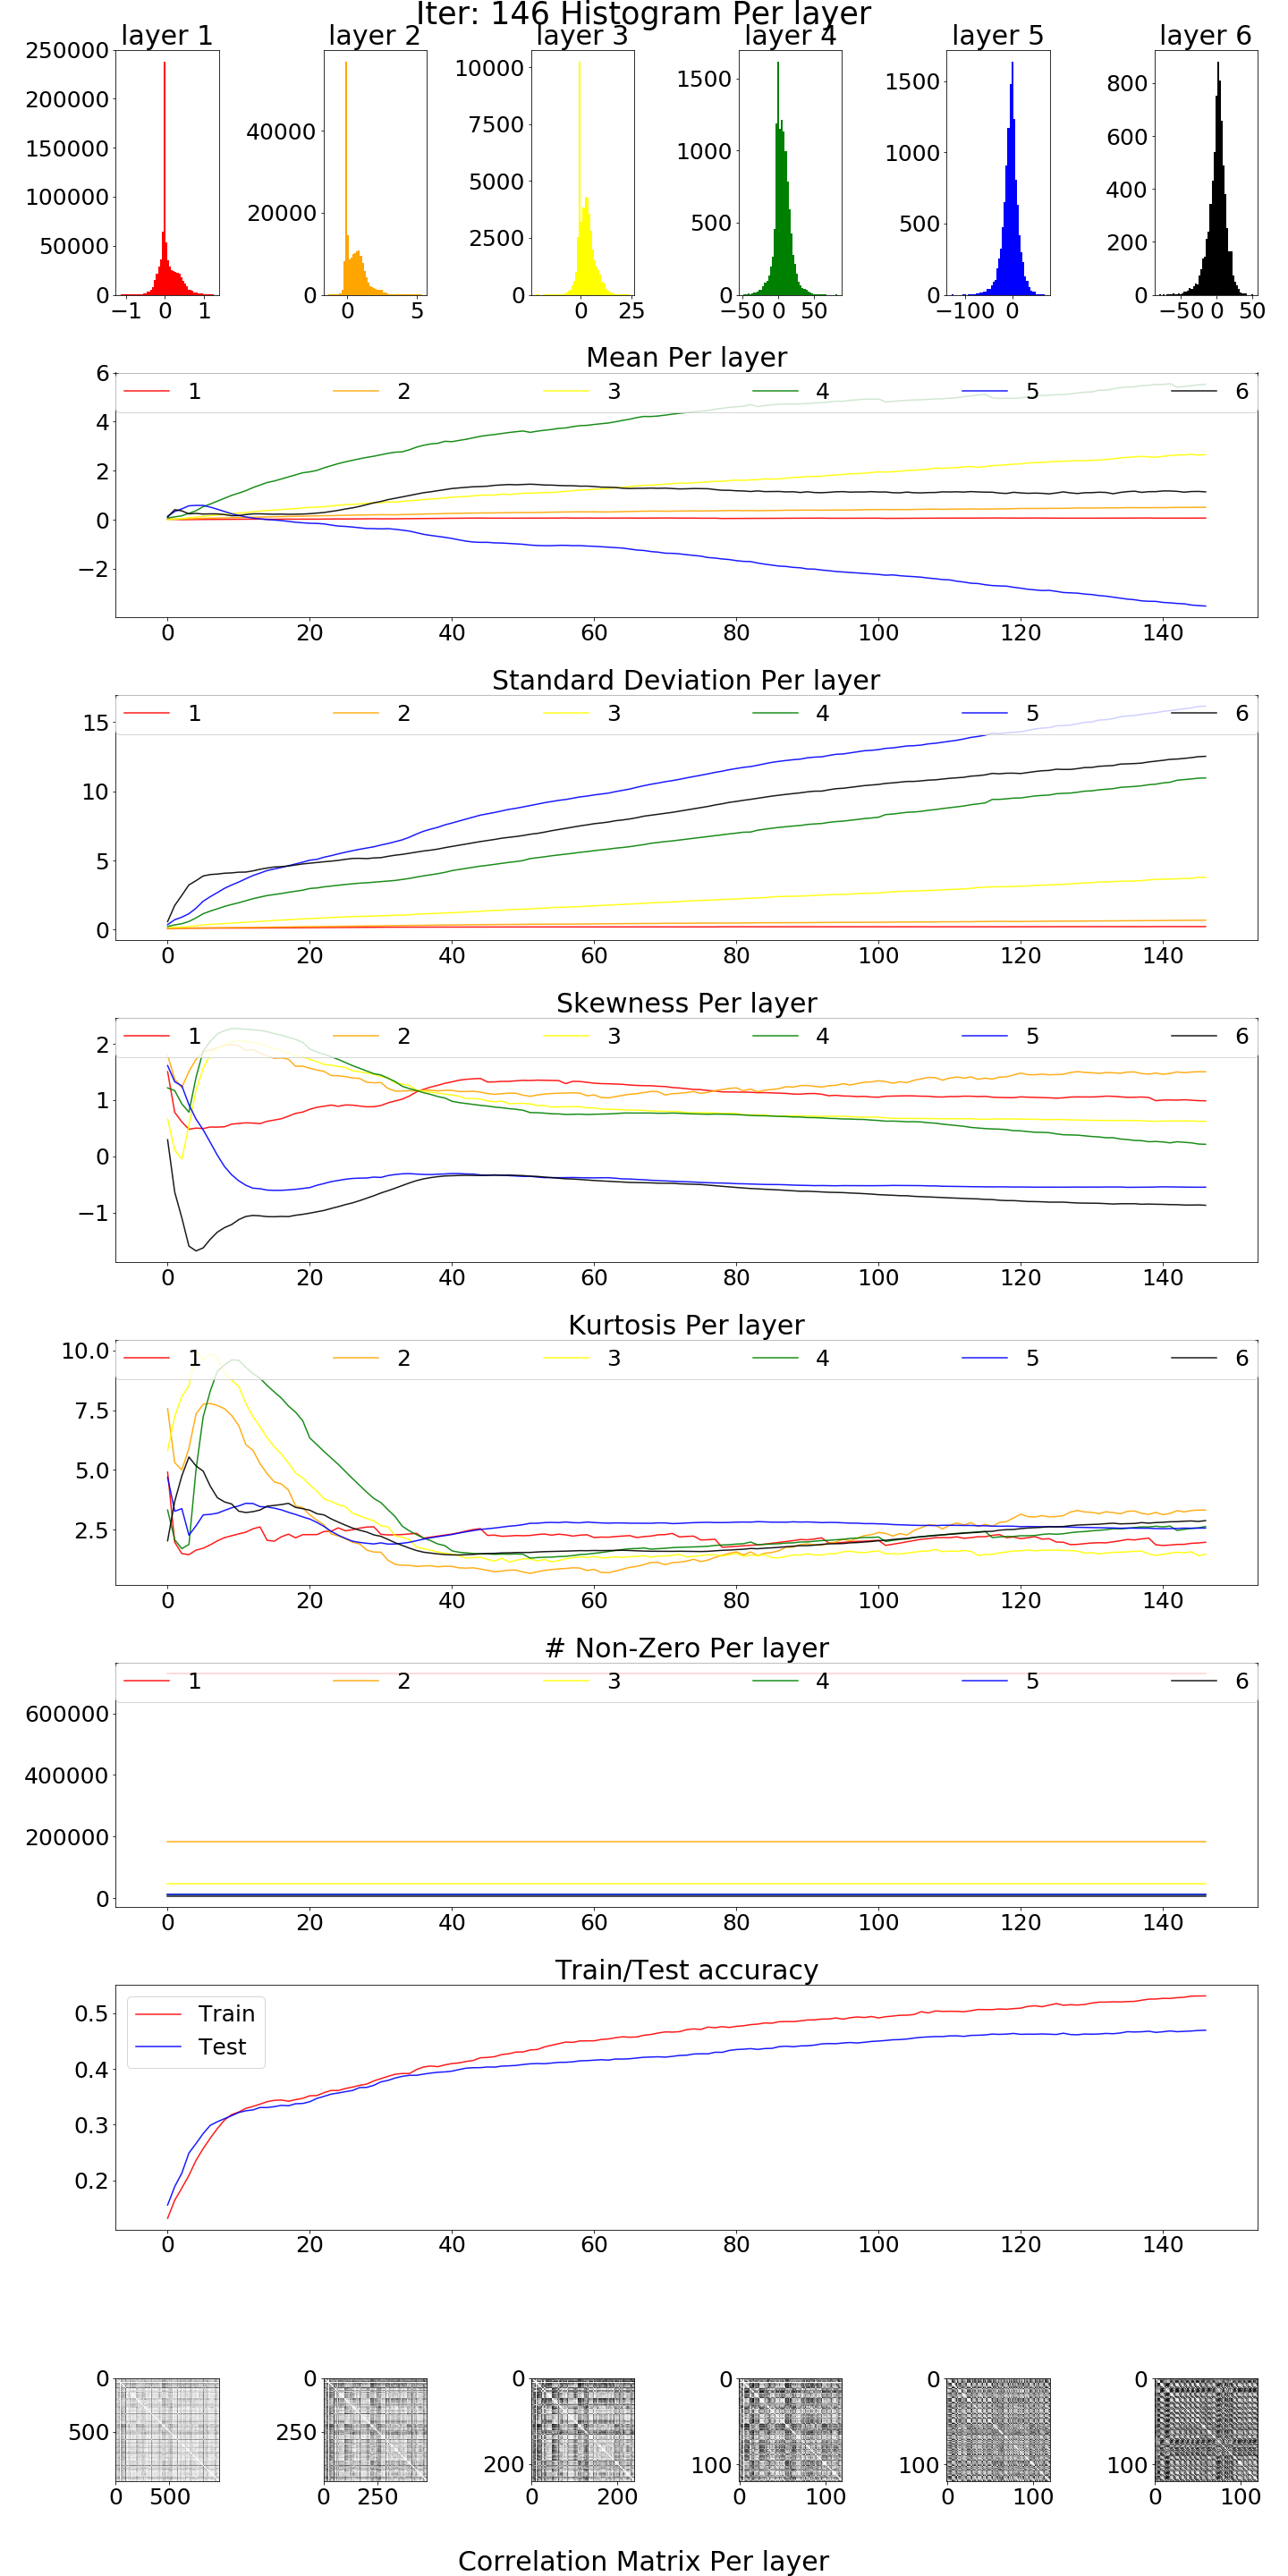 Iter: 146 Histogram Per layer
layer 1 layer 2 layer 3 layer 4 layer 5 layer 6
250000
200000
150000
100000
50000
0
−1 0 1
40000
20000
0
0 5
10000
7500
5000
2500
0
0 25
1500
1000
500
0
−50 0 50
1500
1000
500
0
−100 0
800
600
400
200
0
−50 0 50
Mean Per layer
1 2 3 4 5 6
6
4
2
0
−2
0 20 40 60 80 100 120 140
Standard Deviation Per layer
1 2 3 4 5 6
15
10
5
0
0 20 40 60 80 100 120 140
Skewness Per layer
1 2 3 4 5 6
2
1
0
−1
0 20 40 60 80 100 120 140
Kurtosis Per layer
1 2 3 4 5 6
10.0
7.5
5.0
2.5
0 20 40 60 80 100 120 140
# Non-Zero Per layer
1 2 3 4 5 6
600000
400000
200000
0
0 20 40 60 80 100 120 140
Train/Test accuracy
Train
Test
0.5
0.4
0.3
0.2
0 20 40 60 80 100 120 140
0
500
0 500
0
250
0 250
0
200
0 200
0
100
0 100
0
100
0 100
0
100
0 100
Correlation Matrix Per layer